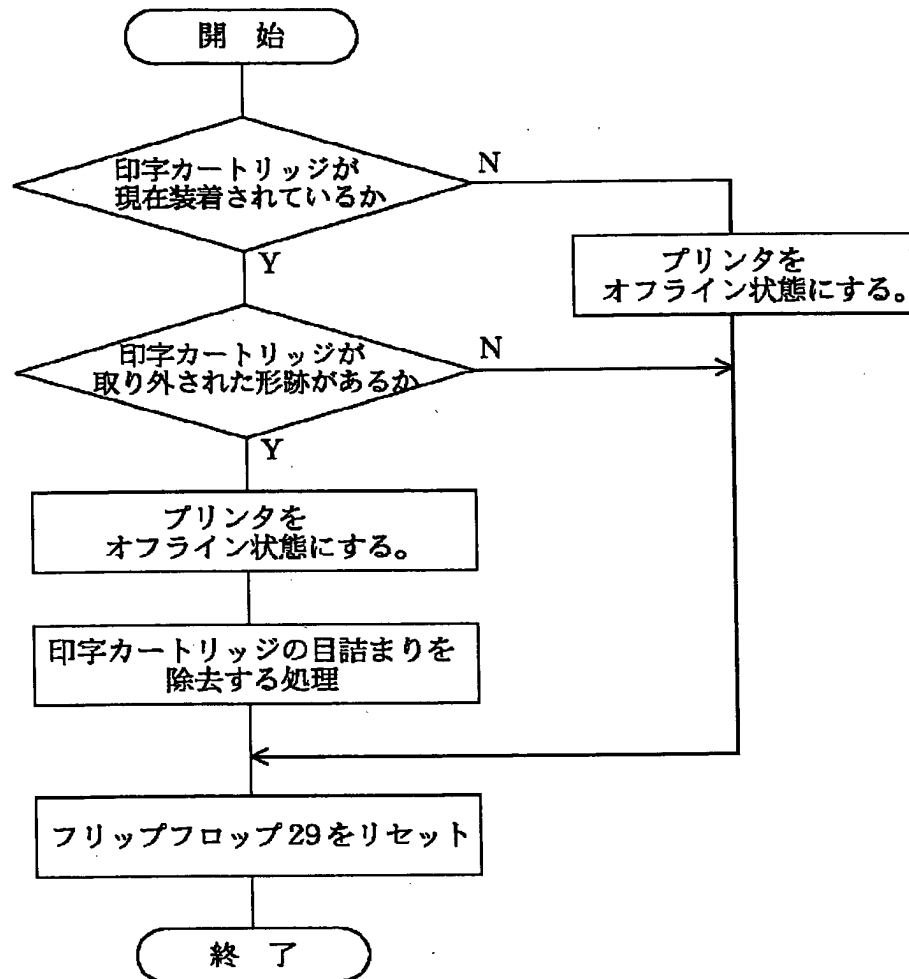 開 始
印字カートリッジが
現在装着されているか
N
Y
プリンタを
オフライン状態にする。
印字カートリッジが
取り外された形跡があるか
N
Y
プリンタを
オフライン状態にする。
印字カートリッジの目詰まりを
除去する処理
フリップフロップ29をリセット
終 了